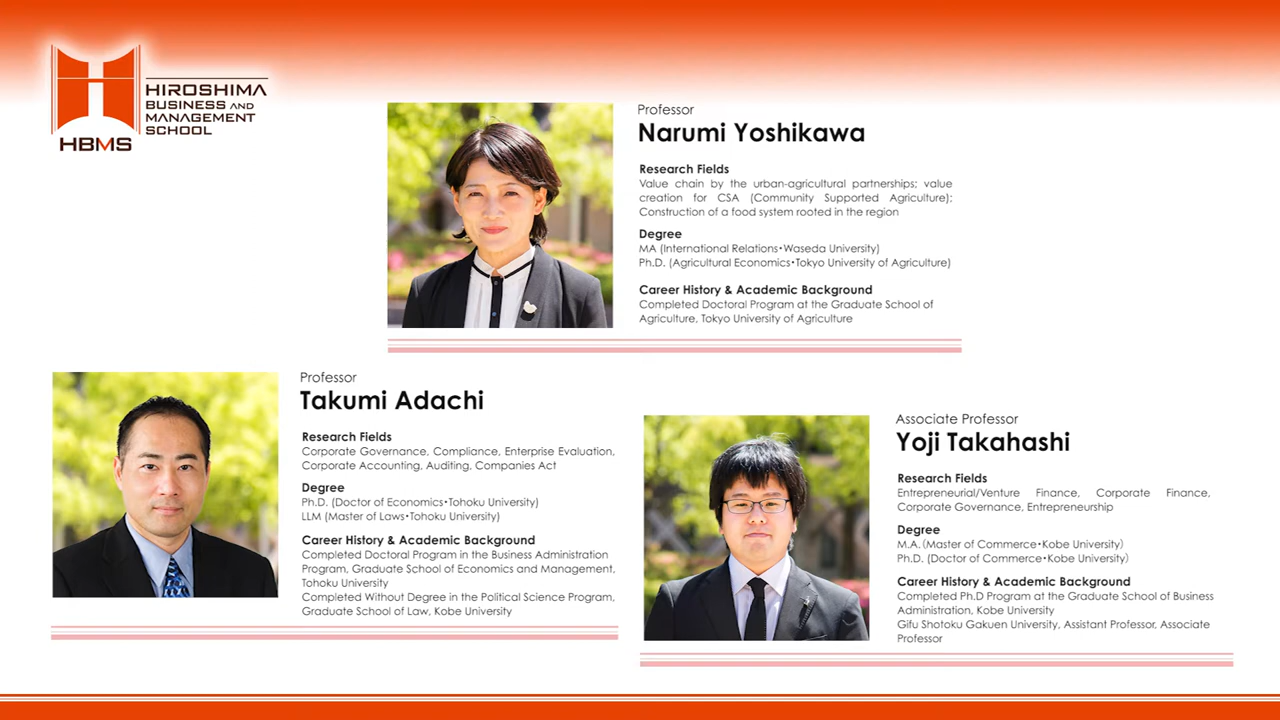 HIROSHIMA
BUSINESS AND
MANAGEMENT
SCHOOL
HBMS
Professor
Narumi Yoshikawa
Research Fields
Value chain by the urban-agricultural partnerships; value
creation for CSA (Community Supported Agriculture);
Construction of a food system rooted in the region
Degree
MA (International Relations・Waseda University)
Ph.D. (Agricultural Economics・Tokyo University of Agriculture)
Career History & Academic Background
Completed Doctoral Program at the Graduate School of
Agriculture, Tokyo University of Agriculture
Professor
Takumi Adachi
Research Fields
Corporate Governance, Compliance, Enterprise Evaluation,
Corporate Accounting, Auditing, Companies Act
Degree
Ph.D. (Doctor of Economics・Tohoku University)
LLM (Master of Laws・Tohoku University)
Career History & Academic Background
Completed Doctoral Program in the Business Administration
Program, Graduate School of Economics and Management,
Tohoku University
Completed Without Degree in the Political Science Program,
Graduate School of Law, Kobe University
Associate Professor
Yoji Takahashi
Research Fields
Entrepreneurial/Venture Finance, Corporate Finance,
Corporate Governance, Entrepreneurship
Degree
M.A.(Master of Commerce・Kobe University）
Ph.D. (Doctor of Commerce・Kobe University）
Career History & Academic Background
Completed Ph.D Program at the Graduate School of Business
Administration, Kobe University
Gifu Shotoku Gakuen University, Assistant Professor, Associate
Professor